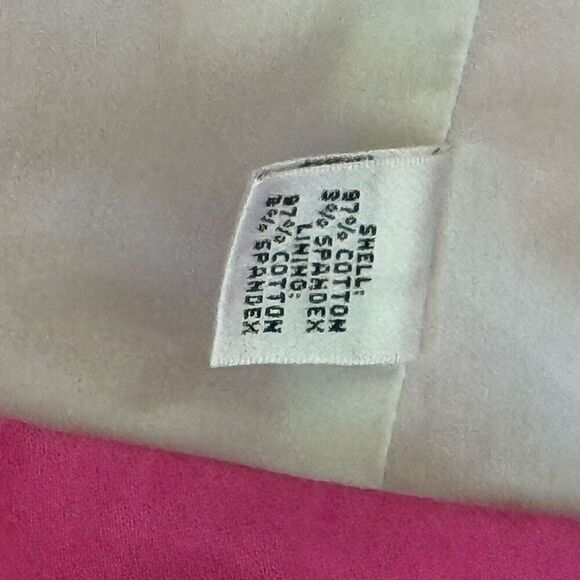 SHELL:
97% COTTON
3% SPANDEX
LINING:
97% COTTON
3% SPANDEX